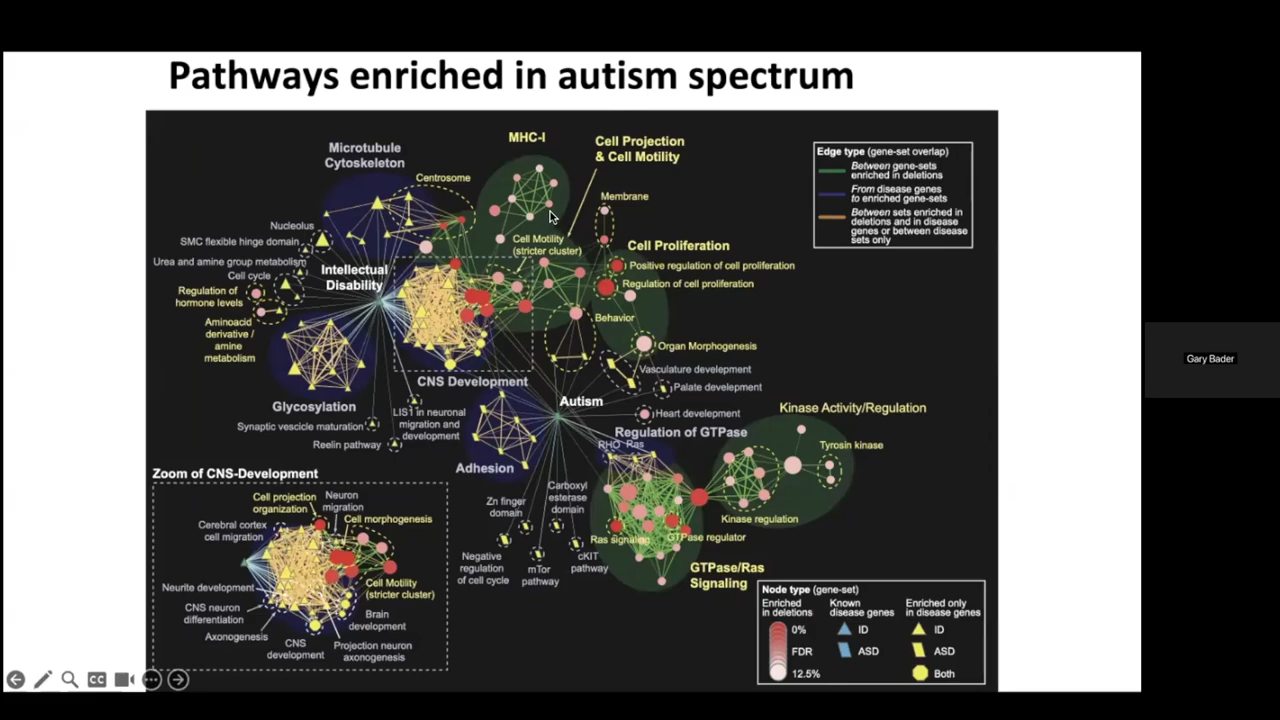 Pathways enriched in autism spectrum
MHC-I
Cell Projection
& Cell Motility
Microtubule
Cytoskeleton
Centrosome
Membrane
Edge type (gene-set overlap)
Between gene-sets
enriched in deletions
From disease genes
to enriched gene-sets
Between sets enriched in
deletions and in disease
genes or between disease
sets only
Nucleolus
SMC flexible hinge domain
Urea and amine group metabolism
Cell cycle
Regulation of
hormone levels
Aminoacid
derivative /
amine
metabolism
Intellectual
Disability
Cell Motility
(stricter cluster)
Cell Proliferation
Positive regulation of cell proliferation
Regulation of cell proliferation
Behavior
Organ Morphogenesis
Vasculature development
Palate development
Heart development
CNS Development
Glycosylation
Synaptic vesicle maturation
Reelin pathway
LIS1 in neuronal
migration and
development
Autism
Adhesion
Regulation of GTPase
RHO Ras
Kinase Activity/Regulation
Tyrosin kinase
Kinase regulation
Ras signaling
GTPase regulator
GTPase/Ras
Signaling
Zn finger
domain
Carboxyl
esterase
domain
Negative
regulation
of cell cycle
mTor
pathway
cKIT
pathway
Zoom of CNS-Development
Cell projection
organization
Neuron
migration
Cell morphogenesis
Cerebral cortex
cell migration
Neurite development
CNS neuron
differentiation
Axonogenesis
CNS
development
Projection neuron
axonogenesis
Brain
development
Cell Motility
(stricter cluster)
Node type (gene-set)
Enriched
in deletions
Known
disease genes
Enriched only
in disease genes
0%
FDR
12.5%
ID
ASD
ID
ASD
Both
CC
Gary Bader